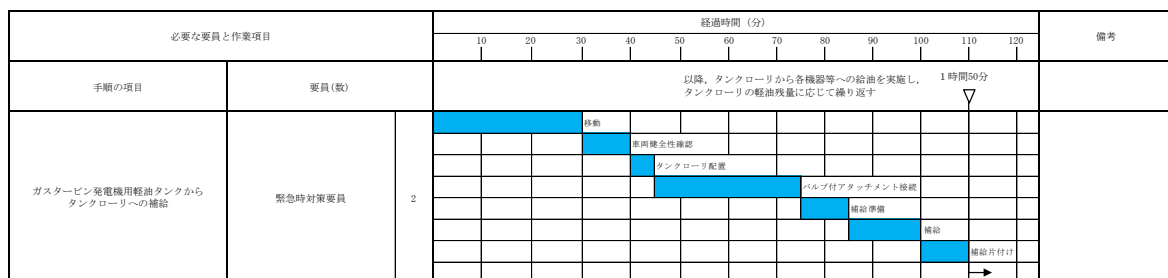 必要な要員と作業項目
経過時間（分）
備考
10 20 30 40 50 60 70 80 90 100 110 120
手順の項目
要員(数)
以降，タンクローリから各機器等への給油を実施し，
タンクローリの軽油残量に応じて繰り返す
1時間50分
ガスタービン発電機用軽油タンクから
タンクローリへの補給
緊急時対策要員
2
移動
車両健全性確認
タンクローリ配置
バルブ付アタッチメント接続
補給準備
補給
補給片付け